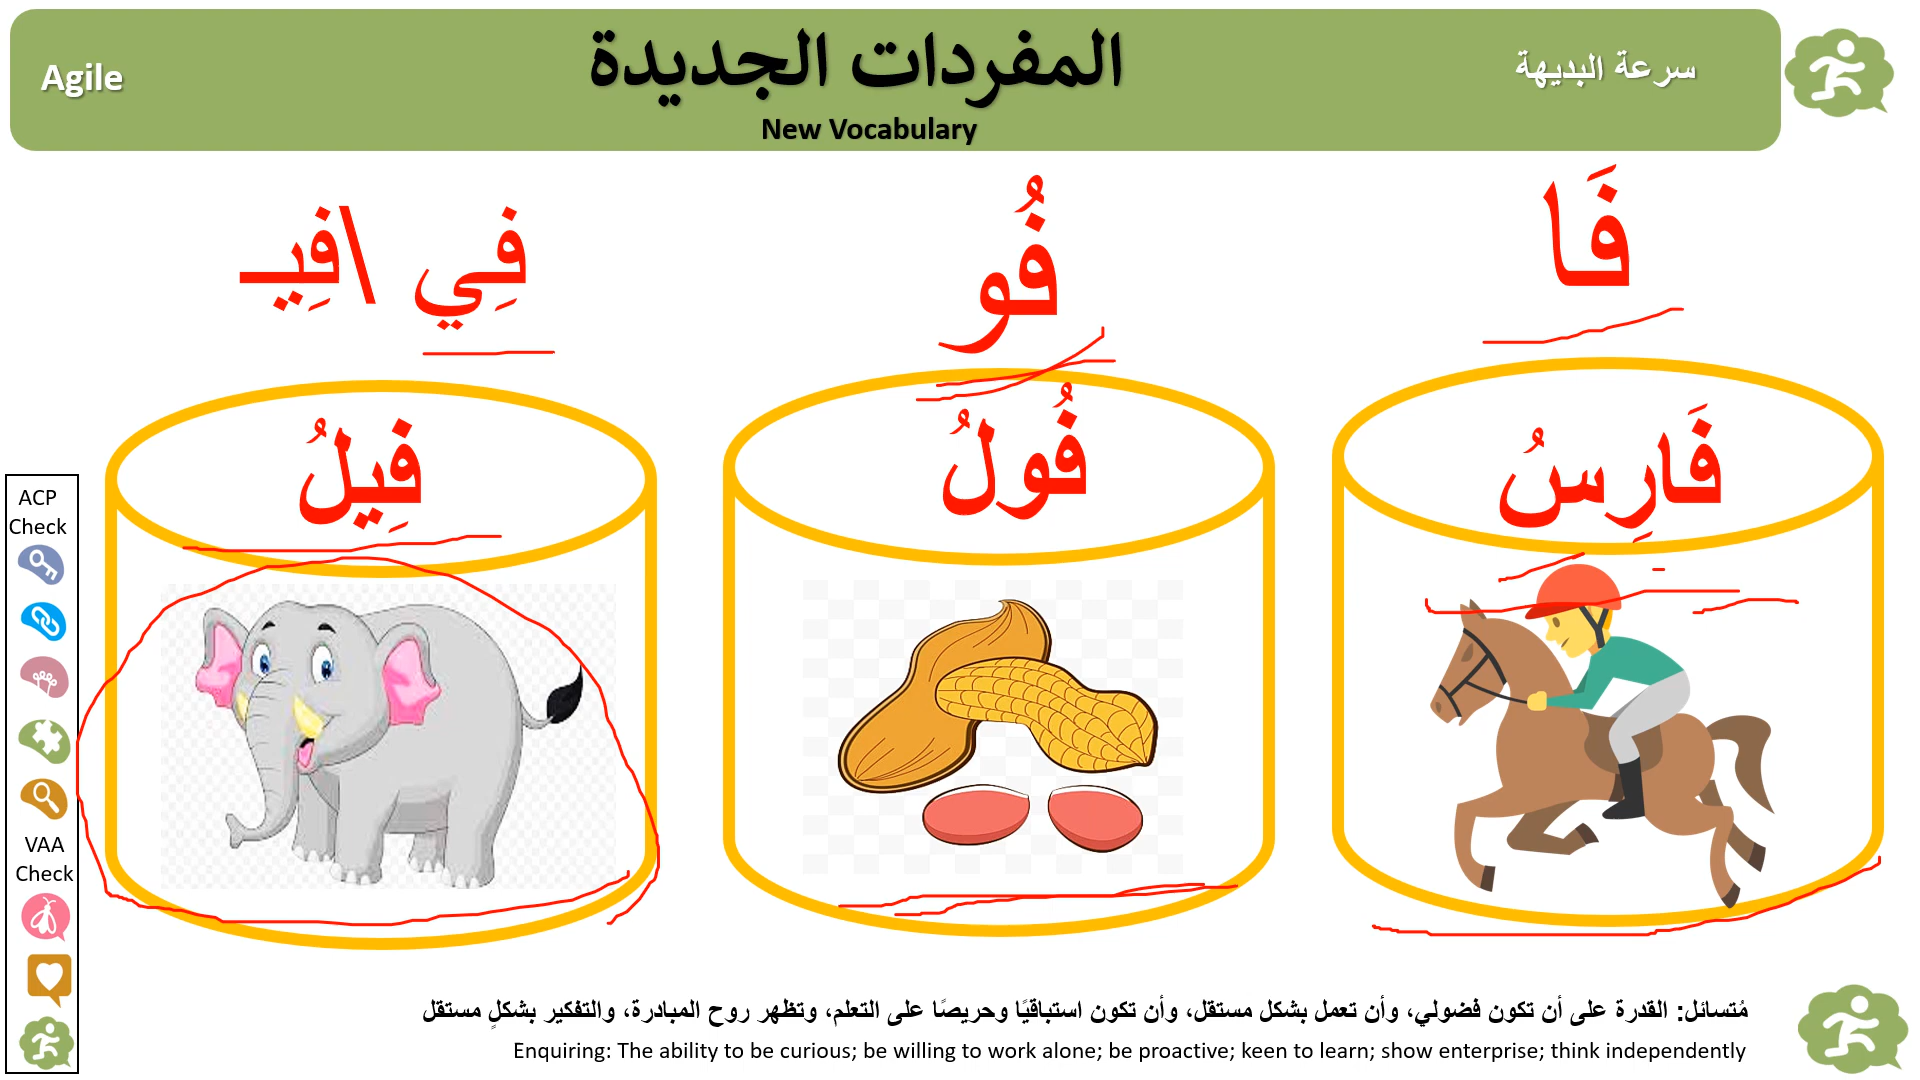 سرعة البديهة
المفردات الجديدة
Agile
New Vocabulary
فَا
فُو
فِي \ فِيـ
فَارِسُ
فُولُ
فِيلُ
ACP
Check
VAA
Check
مُتسائل: القدرة على أن تكون فضولي، وأن تعمل بشكل مستقل، وأن تكون استباقيًا وحريصًا على التعلم، وتظهر روح المبادرة، والتفكير بشكلٍ مستقل
Enquiring: The ability to be curious; be willing to work alone; be proactive; keen to learn; show enterprise; think independently